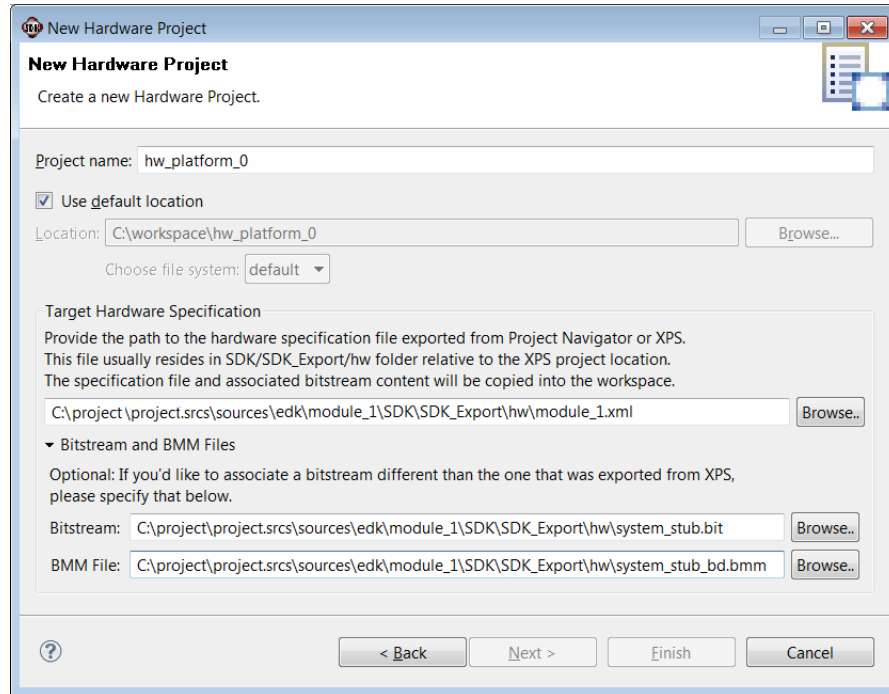 SDK New Hardware Project
New Hardware Project
Create a new Hardware Project.
Project name: hw_platform_0
Use default location
Location: C:\workspace\hw_platform_0 Browse...
Choose file system: default
Target Hardware Specification
Provide the path to the hardware specification file exported from Project Navigator or XPS.
This file usually resides in SDK/SDK_Export/hw folder relative to the XPS project location.
The specification file and associated bitstream content will be copied into the workspace.
C:\project\project.srcs\sources\edk\module_1\SDK\SDK_Export\hw\module_1.xml Browse..
Bitstream and BMM Files
Optional: If you'd like to associate a bitstream different than the one that was exported from XPS,
please specify that below.
Bitstream: C:\project\project.srcs\sources\edk\module_1\SDK\SDK_Export\hw\system_stub.bit Browse..
BMM File: C:\project\project.srcs\sources\edk\module_1\SDK\SDK_Export\hw\system_stub_bd.bmm Browse..
? < Back Next > Finish Cancel